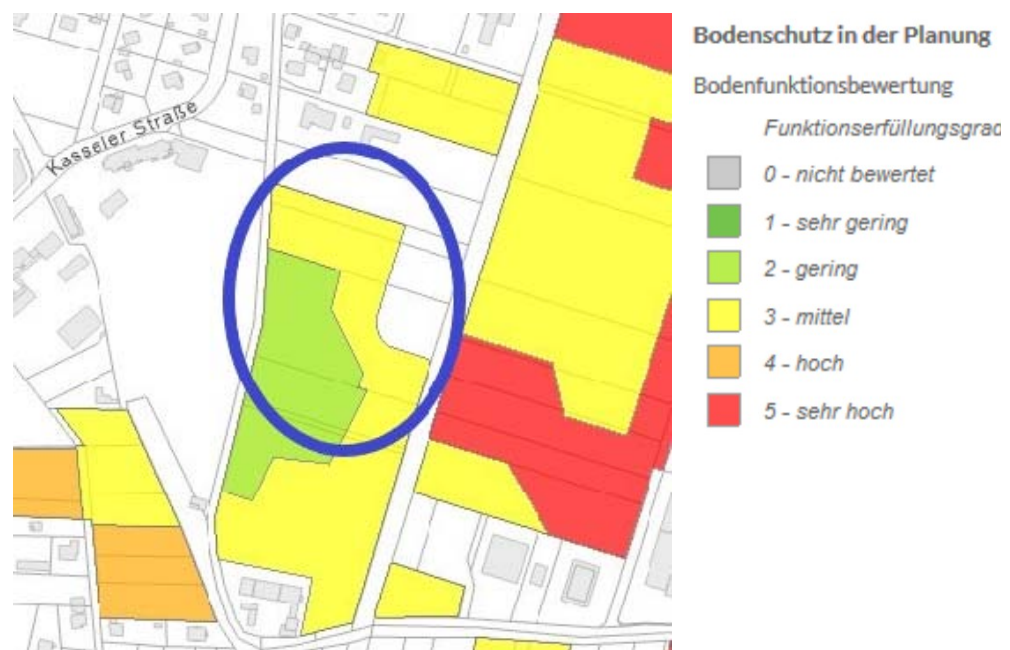 Kasseler Straße
Bodenschutz in der Planung
Bodenfunktionsbewertung
Funktionserfüllungsgrad
0 - nicht bewertet
1 - sehr gering
2 - gering
3 - mittel
4 - hoch
5 - sehr hoch